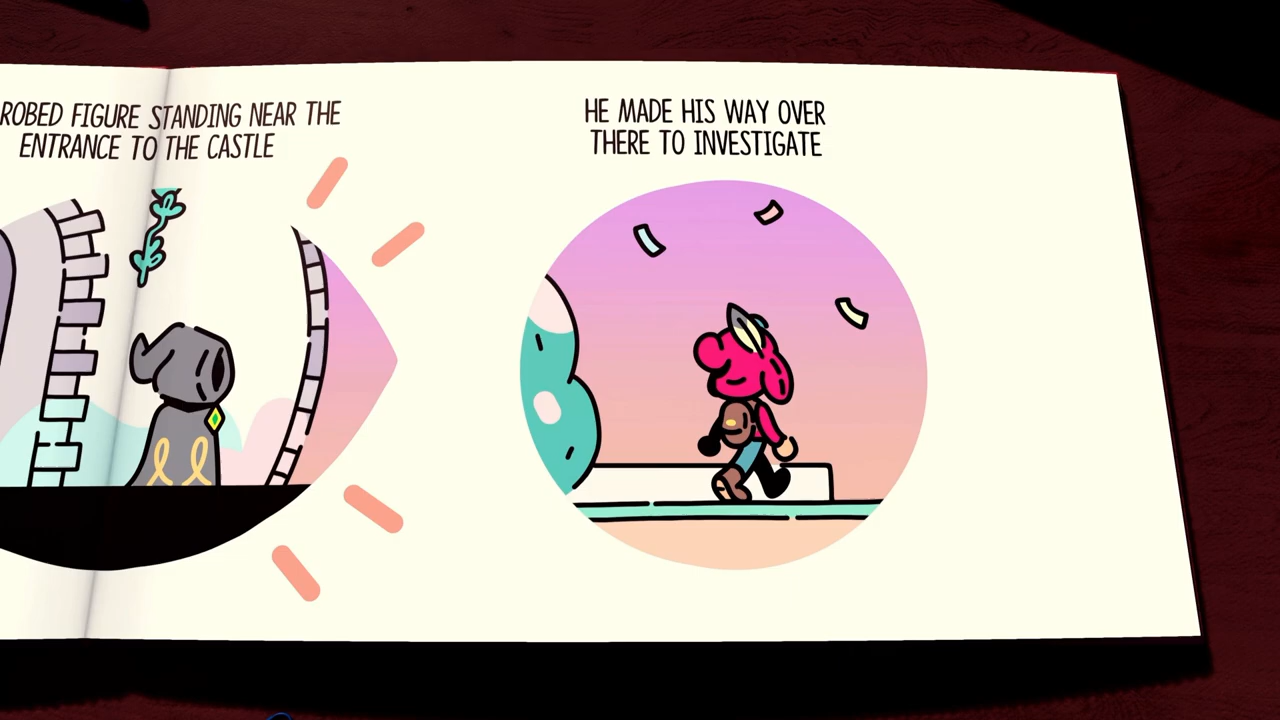 ROBED FIGURE STANDING NEAR THE
ENTRANCE TO THE CASTLE
HE MADE HIS WAY OVER
THERE TO INVESTIGATE